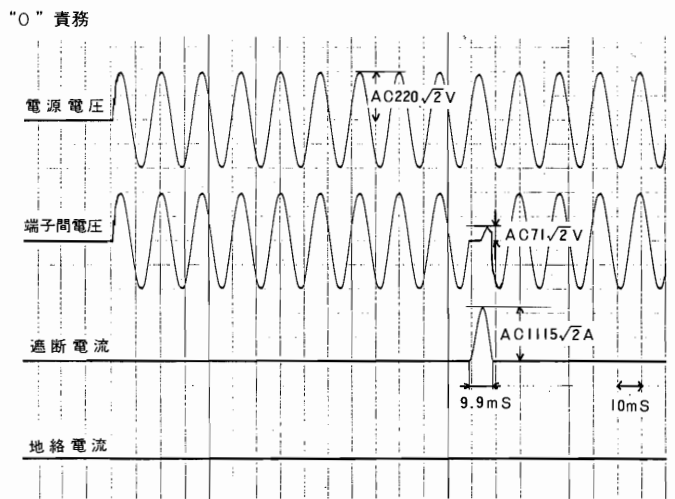 “O” 責務
電源電圧
AC220√2V
端子間電圧
AC71√2V
遮断電流
AC1115√2A
9.9mS
10mS
地絡電流